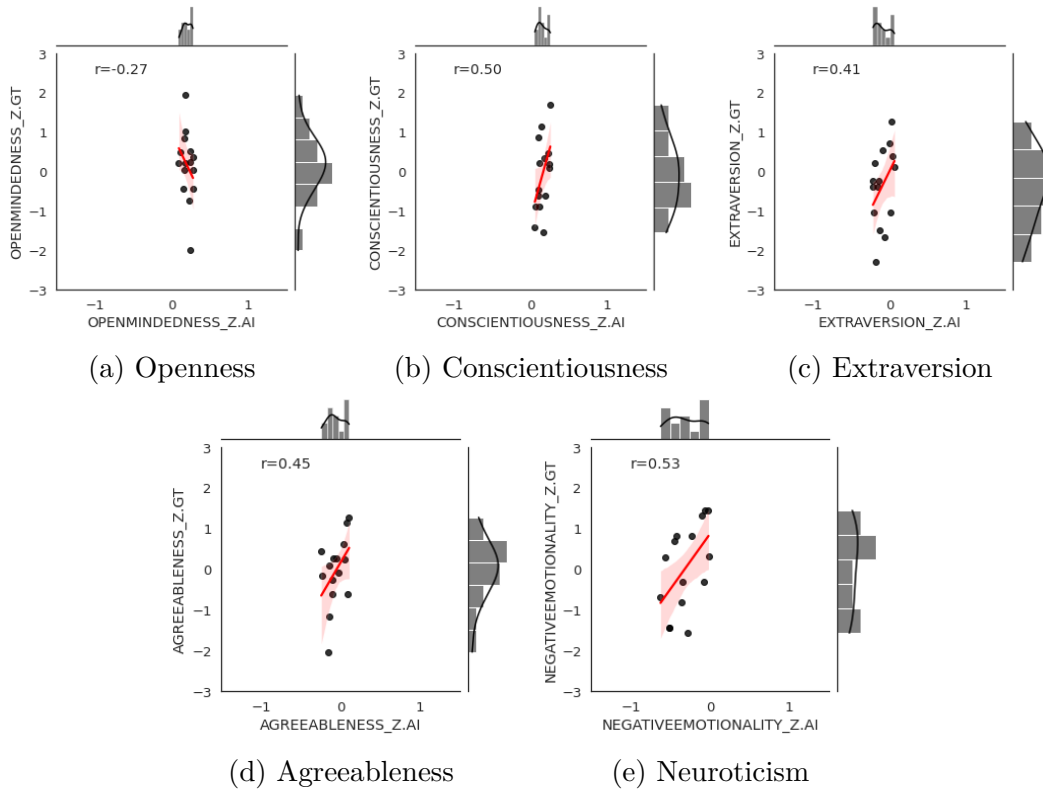 r=-0.27
OPENMINDEDNESS_Z.GT
3
2
1
0
−1
−2
−3
−1 0 1
OPENMINDEDNESS_Z.AI
(a) Openness
r=0.50
CONSCIENTIOUSNESS_Z.GT
3
2
1
0
−1
−2
−3
−1 0 1
CONSCIENTIOUSNESS_Z.AI
(b) Conscientiousness
r=0.41
EXTRAVERSION_Z.GT
3
2
1
0
−1
−2
−3
−1 0 1
EXTRAVERSION_Z.AI
(c) Extraversion
r=0.45
AGREEABLENESS_Z.GT
3
2
1
0
−1
−2
−3
−1 0 1
AGREEABLENESS_Z.AI
(d) Agreeableness
r=0.53
NEGATIVEEMOTIONALITY_Z.GT
3
2
1
0
−1
−2
−3
−1 0 1
NEGATIVEEMOTIONALITY_Z.AI
(e) Neuroticism